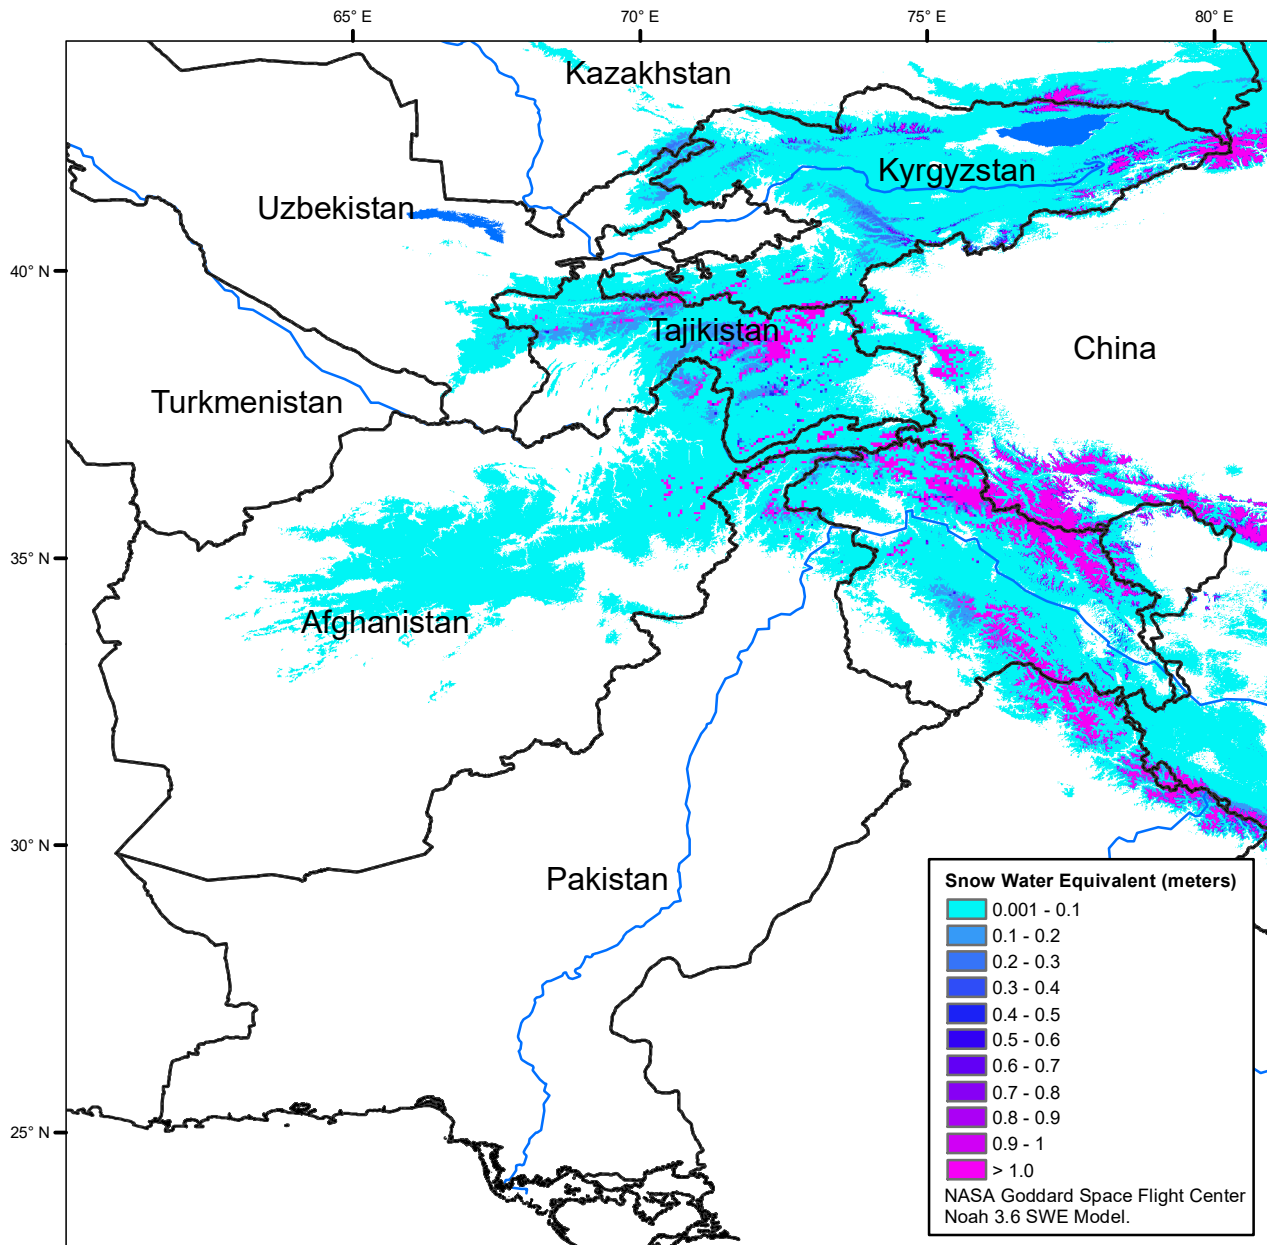 65° E
70° E
75° E
80° E
Kazakhstan
Kyrgyzstan
Uzbekistan
40° N
Tajikistan
China
Turkmenistan
35° N
Afghanistan
30° N
Pakistan
25° N
Snow Water Equivalent (meters)
0.001 - 0.1
0.1 - 0.2
0.2 - 0.3
0.3 - 0.4
0.4 - 0.5
0.5 - 0.6
0.6 - 0.7
0.7 - 0.8
0.8 - 0.9
0.9 - 1
> 1.0
NASA Goddard Space Flight Center
Noah 3.6 SWE Model.